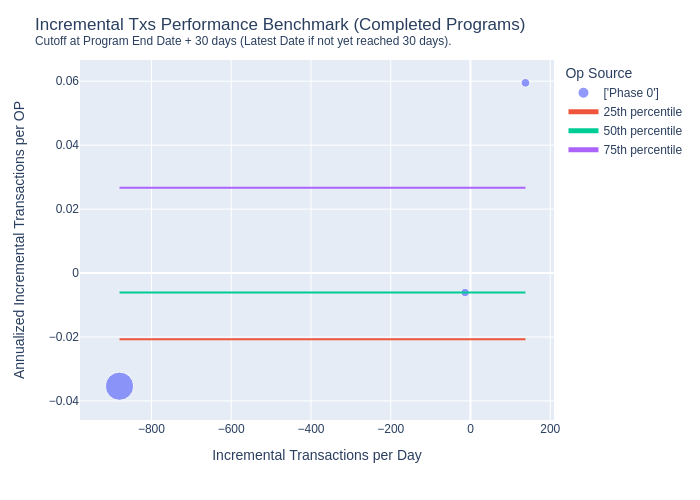 Incremental Txs Performance Benchmark (Completed Programs)
Cutoff at Program End Date + 30 days (Latest Date if not yet reached 30 days).
Op Source
['Phase 0']
25th percentile
50th percentile
75th percentile
Annualized Incremental Transactions per OP
0.06
0.04
0.02
0
−0.02
−0.04
−800
−600
−400
−200
0
200
Incremental Transactions per Day